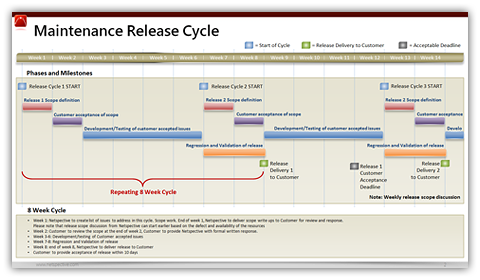 Maintenance Release Cycle
= Start of Cycle
= Release Delivery to Customer
= Acceptable Deadline
Week 1 Week 2 Week 3 Week 4 Week 5 Week 6 Week 7 Week 8 Week 9 Week 10 Week 11 Week 12 Week 13 Week 14
Phases and Milestones
Release Cycle 1 START
Release Cycle 2 START
Release Cycle 3 START
Release 1 Scope definition
Release 2 Scope definition
Release 2 Scope definition
Customer acceptance of scope
Customer acceptance of scope
Customer acceptance
Development/Testing of customer accepted issues
Development/Testing of customer accepted issues
Develop
Regression and Validation of release
Regression and Validation of release
Release
Delivery 1
to Customer
Release 1
Customer
Acceptance
Deadline
Release
Delivery 2
to Customer
Repeating 8 Week Cycle
Note: Weekly release scope discussion
8 Week Cycle
Week 1: Netspective to create list of issues to address in this cycle. Scope work. End of week 1, Netspective to deliver scope write ups to Customer for review and response.
Please note that release scope discussion from Netspective can start earlier based on the defect and availability of the resources
Week 2: Customer to review the scope at the end of week 2, Customer to provide Netspective with formal written response.
Week 3-6: Development/testing of Customer accepted issues
Week 7-8: Regression and Validation of release
Week 8: end of week 8, Netspective to deliver release to Customer
Customer to provide acceptance of release within 10 days
www.netspective.com